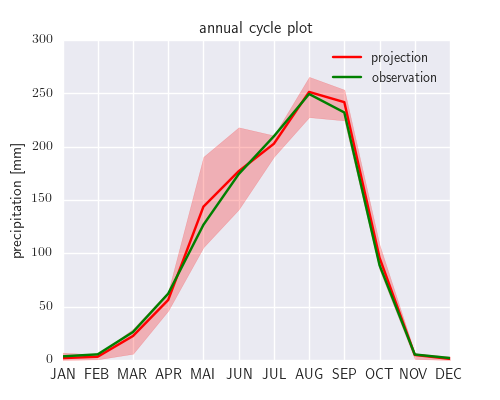 annual cycle plot
300
projection
observation
250
200
150
100
50
0
precipitation [mm]
JAN FEB MAR APR MAI JUN JUL AUG SEP OCT NOV DEC